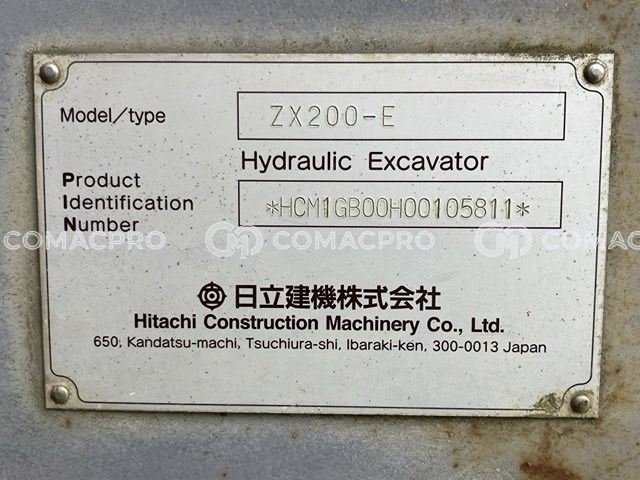 Model/type ZX200-E
Hydraulic Excavator
Product
Identification
Number
*HCM1GB00H00105811*
COMACPRO COMACPRO COMACPRO
日立建機株式会社
Hitachi Construction Machinery Co., Ltd.
650, Kandatsu-machi, Tsuchiura-shi, Ibaraki-ken, 300-0013 Japan